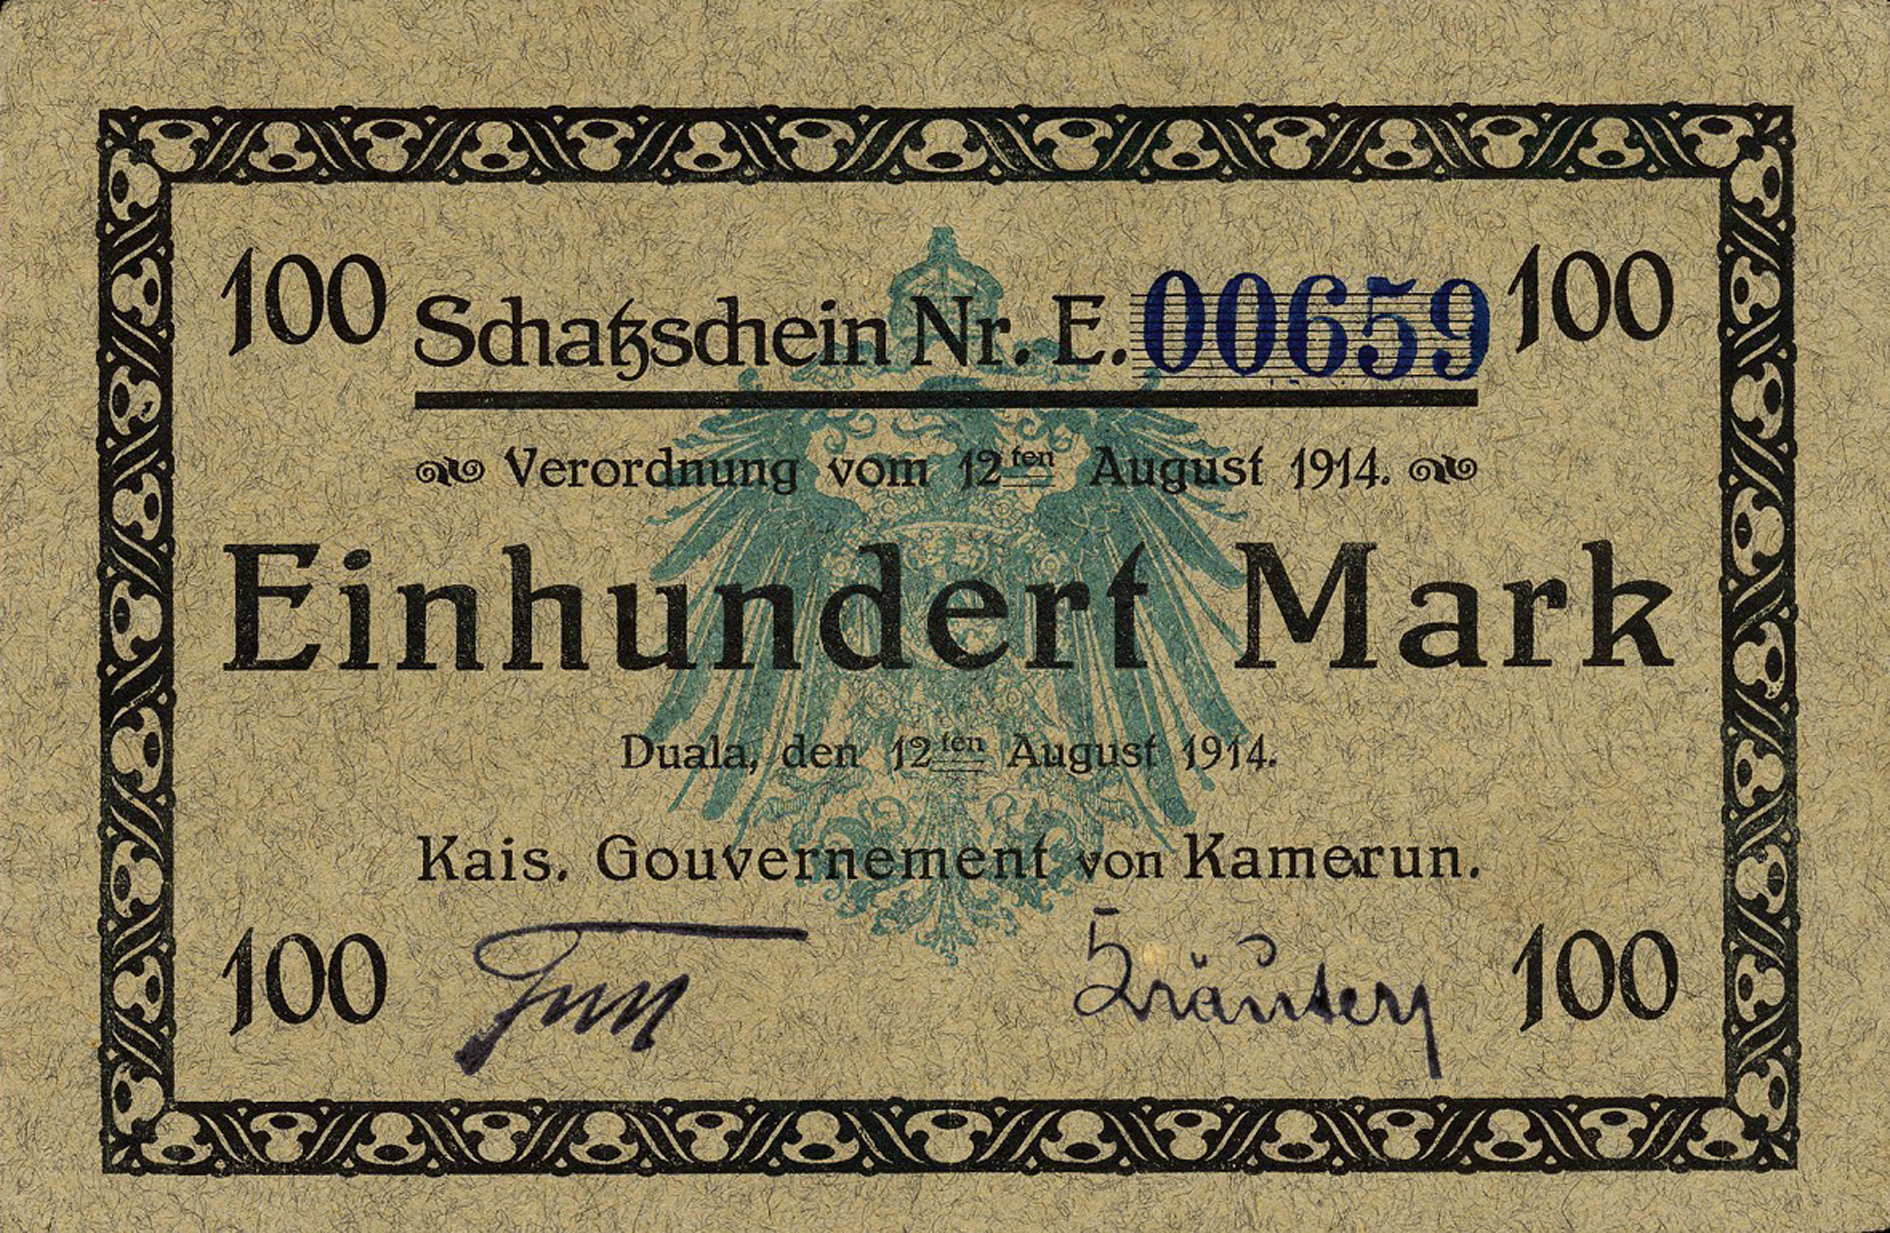 100 Schatzschein Nr. E. 00659 100
Verordnung vom 12ten August 1914.
Einhundert Mark
Duala, den 12ten August 1914.
Kais. Gouvernement von Kamerun.
100 100